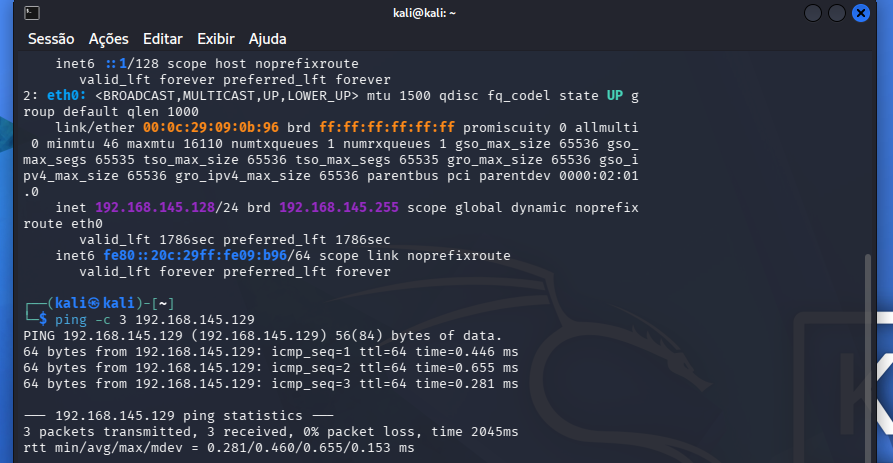 kali@kali: ~
Sessão Ações Editar Exibir Ajuda
    inet6 ::1/128 scope host noprefixroute
       valid_lft forever preferred_lft forever
2: eth0: <BROADCAST,MULTICAST,UP,LOWER_UP> mtu 1500 qdisc fq_codel state UP g
roup default qlen 1000
    link/ether 00:0c:29:09:0b:96 brd ff:ff:ff:ff:ff:ff promiscuity 0 allmulti
 0 minmtu 46 maxmtu 16110 numtxqueues 1 numrxqueues 1 gso_max_size 65536 gso_
max_segs 65535 tso_max_size 65536 tso_max_segs 65535 gro_max_size 65536 gso_i
pv4_max_size 65536 gro_ipv4_max_size 65536 parentbus pci parentdev 0000:02:01
.0
    inet 192.168.145.128/24 brd 192.168.145.255 scope global dynamic noprefix
route eth0
       valid_lft 1786sec preferred_lft 1786sec
    inet6 fe80::20c:29ff:fe09:b96/64 scope link noprefixroute
       valid_lft forever preferred_lft forever
┌──(kali㉿kali)-[~]
└─$ ping -c 3 192.168.145.129
PING 192.168.145.129 (192.168.145.129) 56(84) bytes of data.
64 bytes from 192.168.145.129: icmp_seq=1 ttl=64 time=0.446 ms
64 bytes from 192.168.145.129: icmp_seq=2 ttl=64 time=0.655 ms
64 bytes from 192.168.145.129: icmp_seq=3 ttl=64 time=0.281 ms
--- 192.168.145.129 ping statistics ---
3 packets transmitted, 3 received, 0% packet loss, time 2045ms
rtt min/avg/max/mdev = 0.281/0.460/0.655/0.153 ms